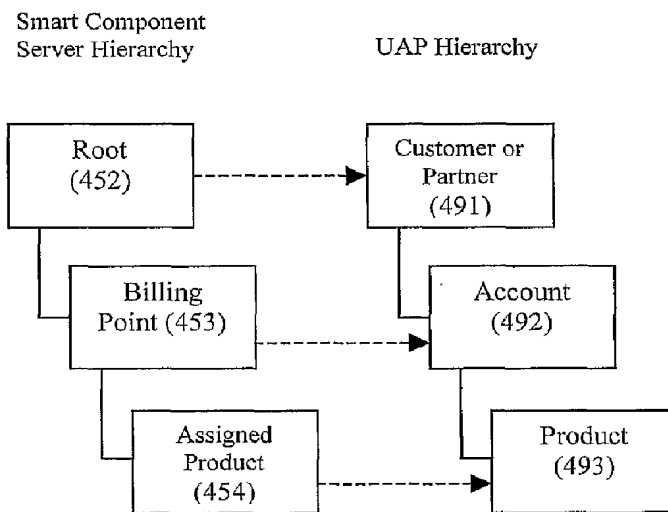 Smart Component
Server Hierarchy
UAP Hierarchy
Root
(452)
Customer or
Partner
(491)
Billing
Point (453)
Account
(492)
Assigned
Product
(454)
Product
(493)